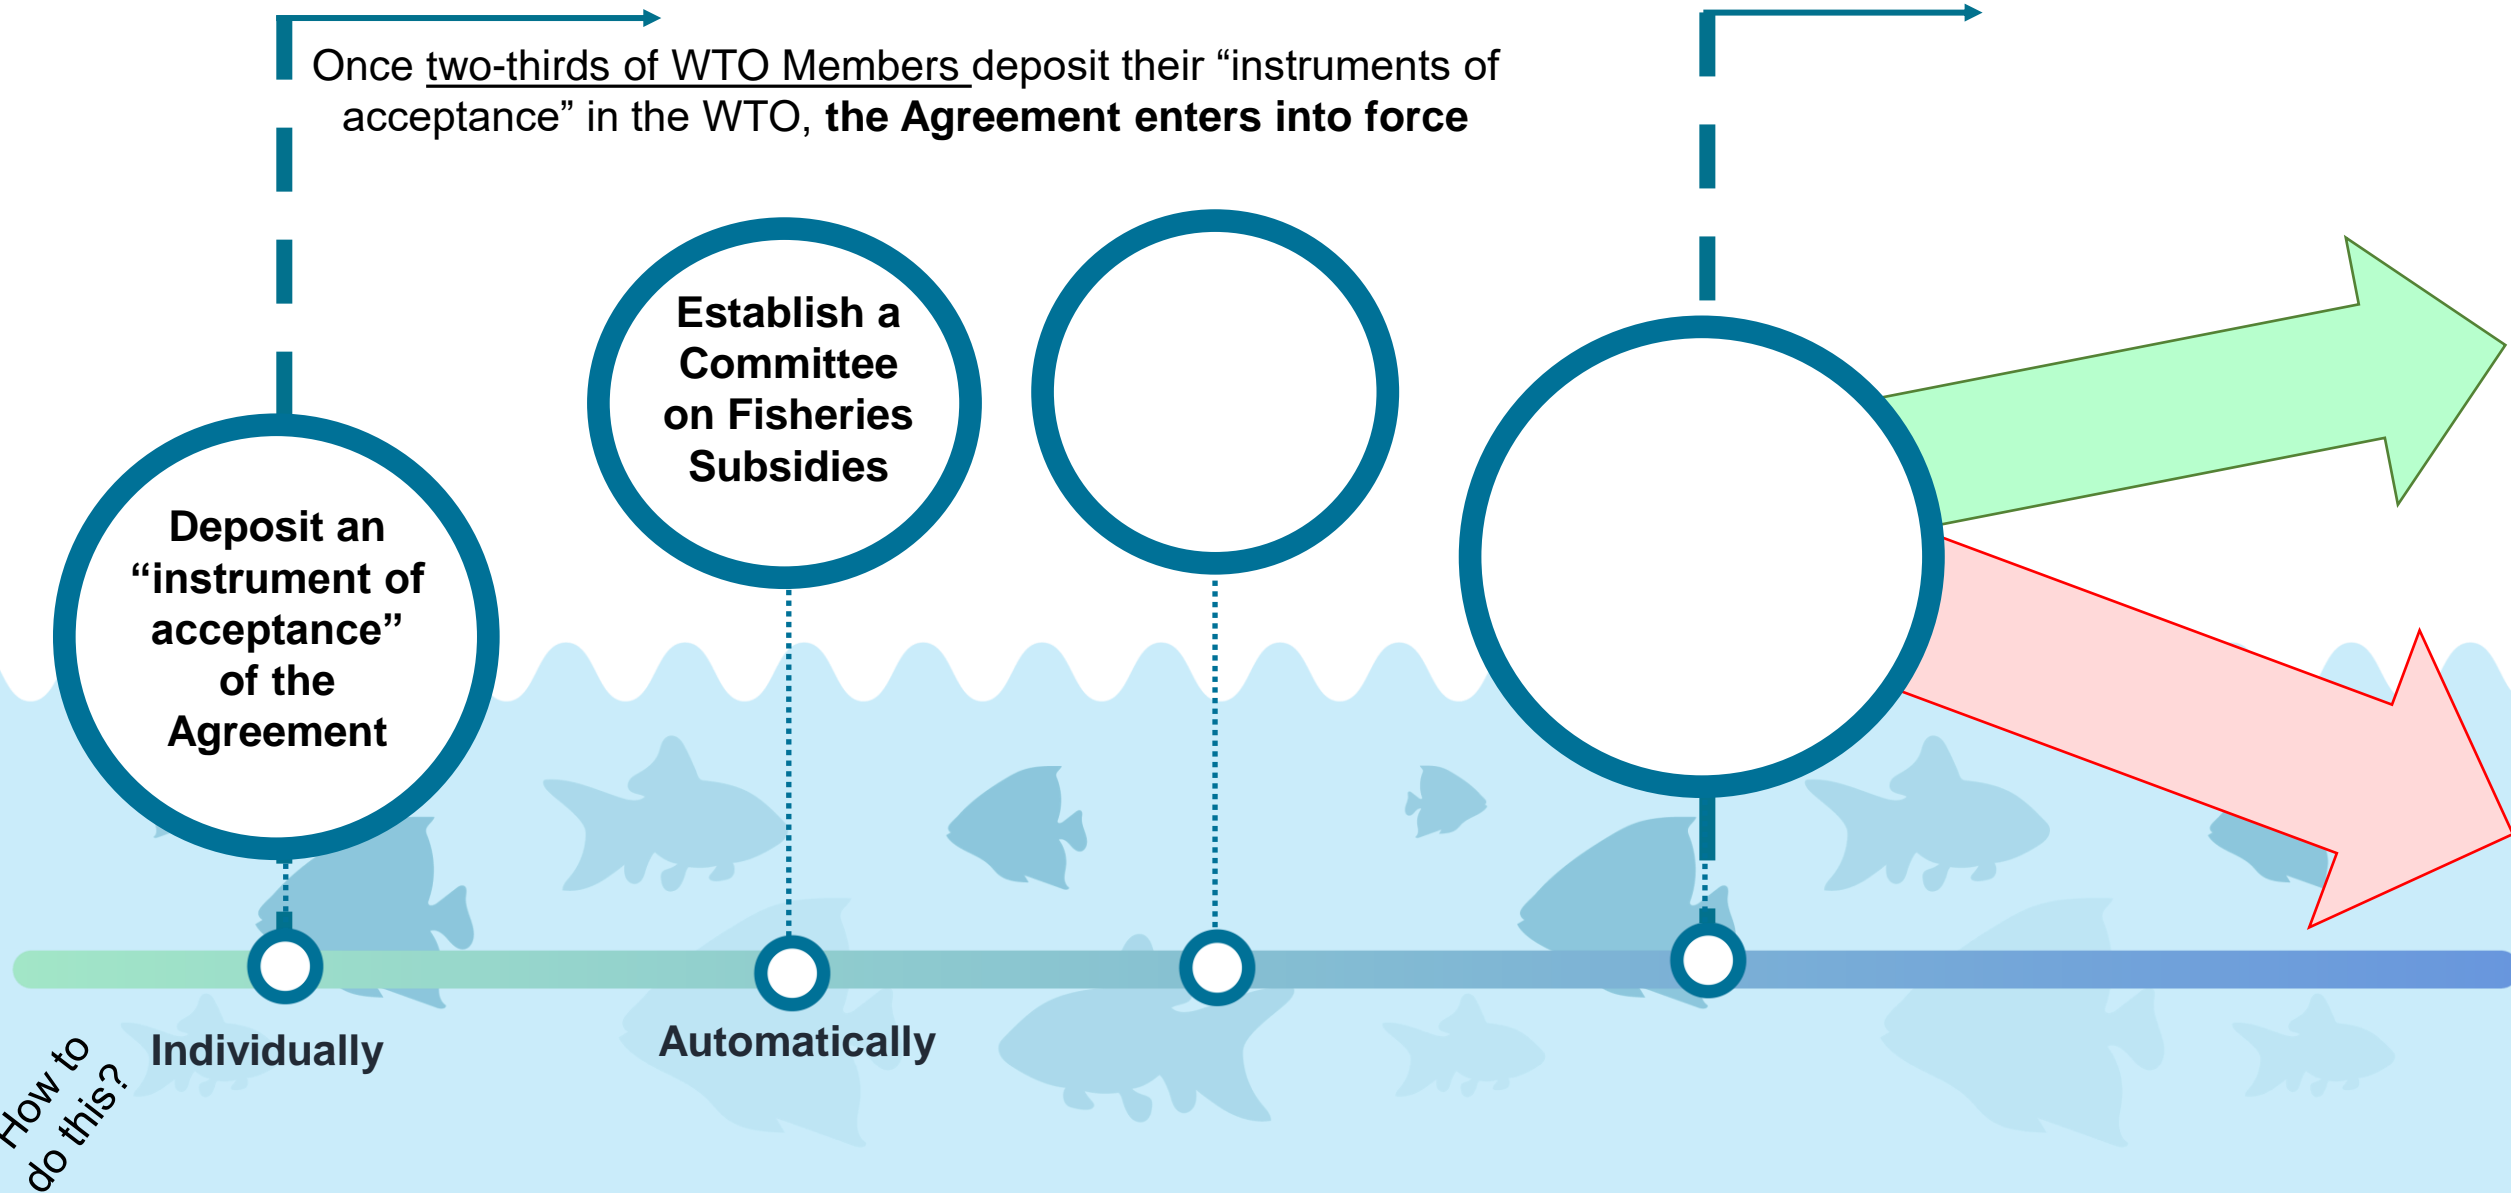 Once two-thirds of WTO Members deposit their “instruments of
acceptance” in the WTO, the Agreement enters into force
Establish a
Committee
on Fisheries
Subsidies
Deposit an
“instrument of
acceptance”
of the
Agreement
Individually
Automatically
How to
do this?